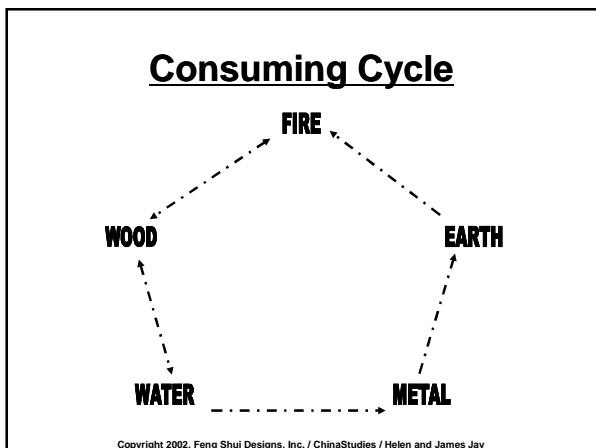 Consuming Cycle
FIRE
WOOD
EARTH
WATER
METAL
Copyright 2002, Feng Shui Designs, Inc. / ChinaStudies / Helen and James Jay